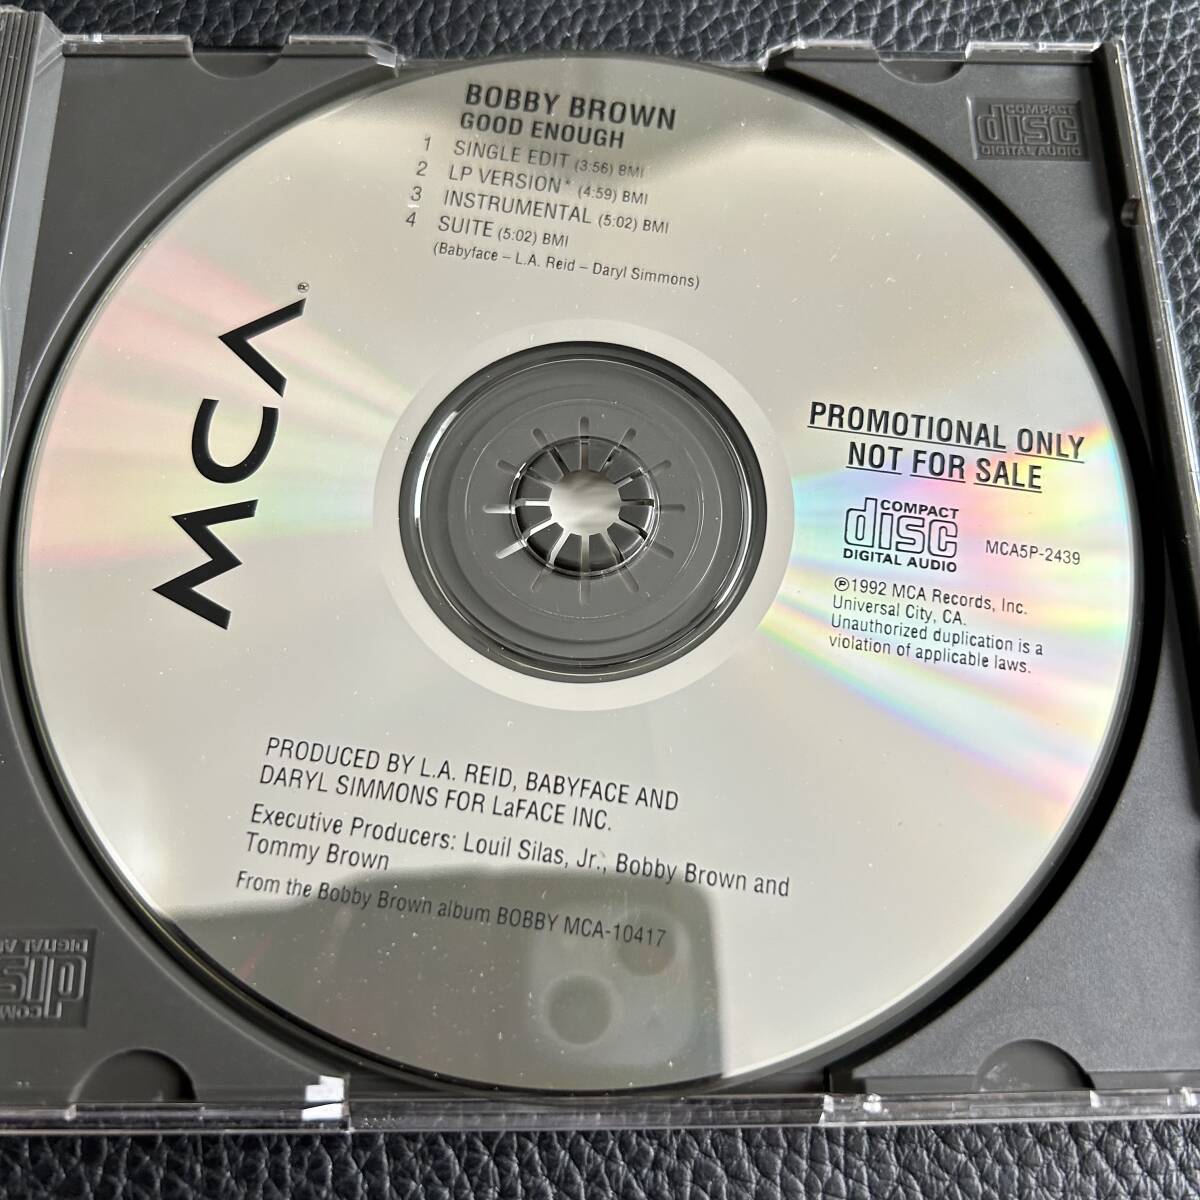 BOBBY BROWN
GOOD ENOUGH
1 SINGLE EDIT (3:56) BMI
2 LP VERSION* (4:59) BMI
3 INSTRUMENTAL (5:02) BMI
4 SUITE (5:02) BMI
(Babyface – L.A. Reid – Daryl Simmons)
MCA®
PROMOTIONAL ONLY
NOT FOR SALE
COMPACT
disc
DIGITAL AUDIO
MCA5P-2439
℗1992 MCA Records, Inc.
Universal City, CA.
Unauthorized duplication is a
violation of applicable laws.
PRODUCED BY L.A. REID, BABYFACE AND
DARYL SIMMONS FOR LaFACE INC.
Executive Producers: Louil Silas, Jr., Bobby Brown and
Tommy Brown
From the Bobby Brown album BOBBY MCA-10417
COMPACT
disc
DIGITAL AUDIO